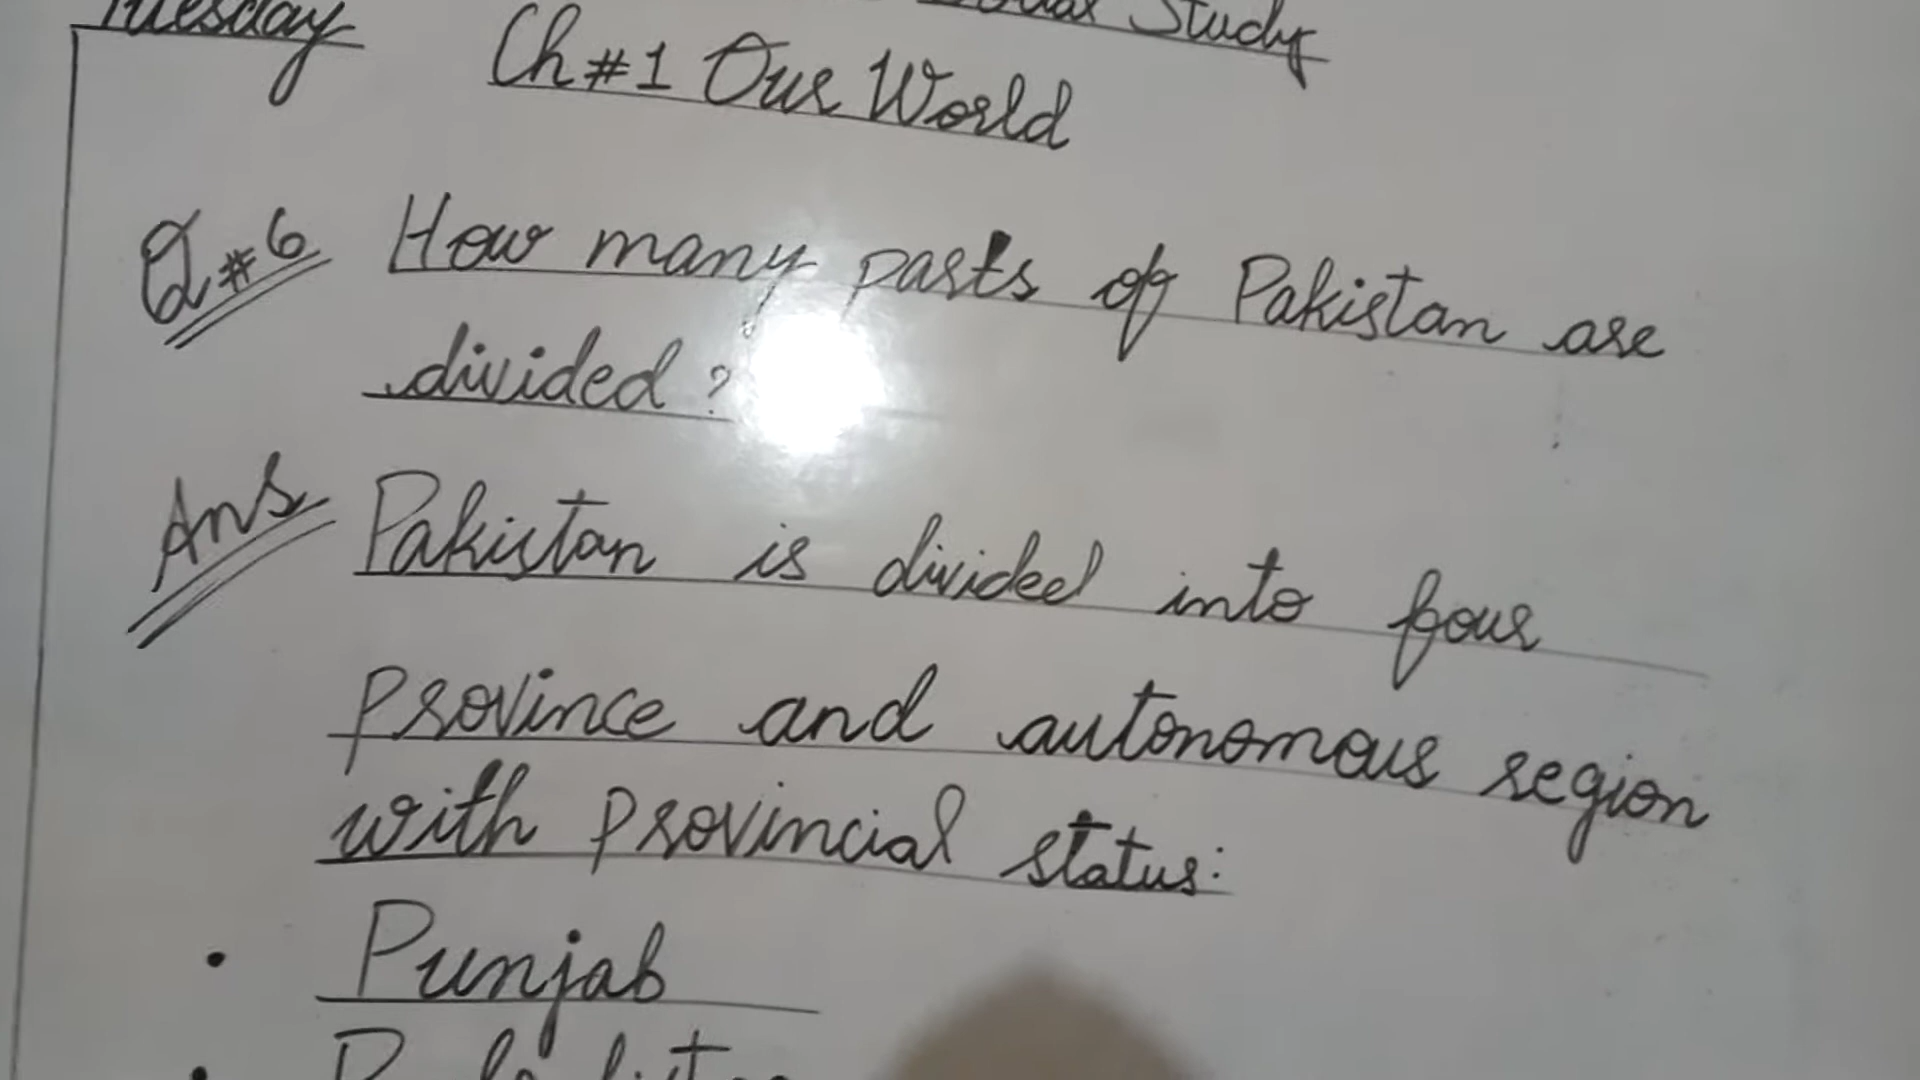 Tuesday
Study
Ch#1 Our World
Q#6 How many parts of Pakistan are
divided?
Ans Pakistan is divided into four
province and autonomous region
with provincial status:
• Punjab